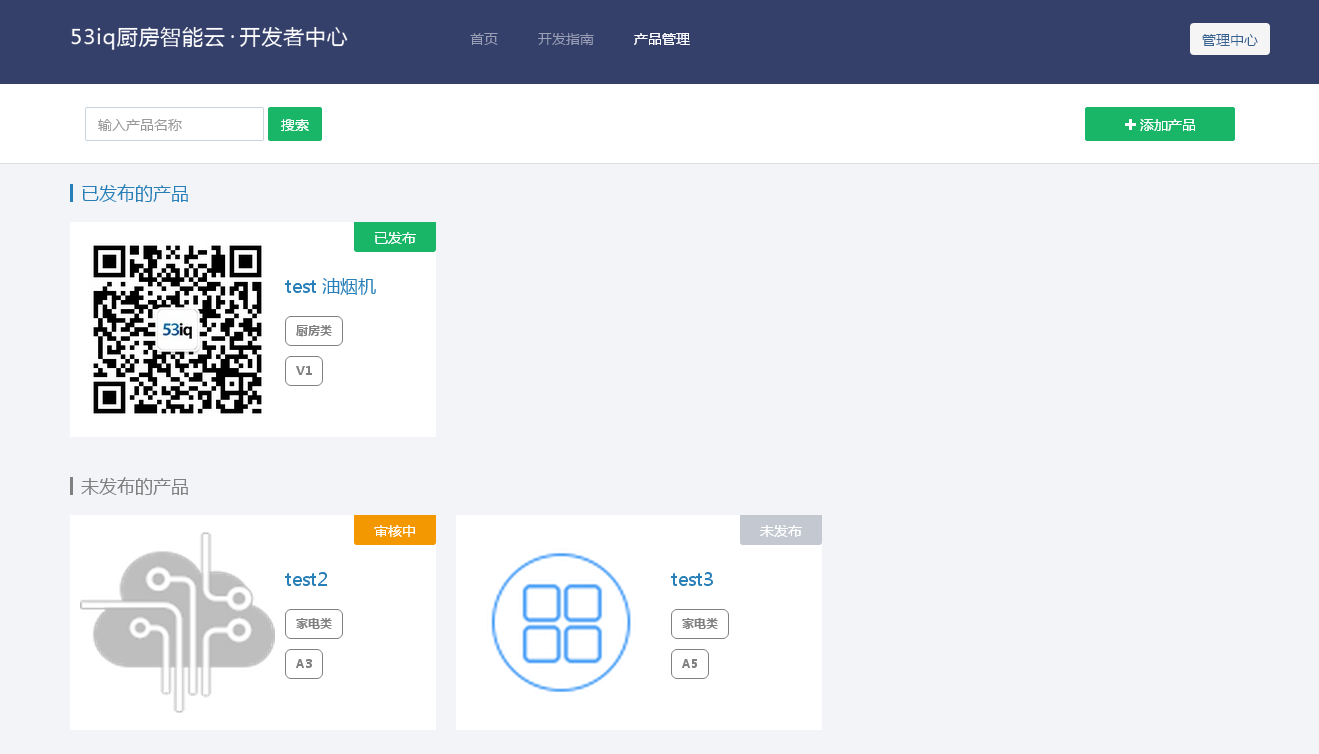 53iq厨房智能云·开发者中心
首页 开发指南 产品管理
管理中心
输入产品名称 搜索
添加产品
已发布的产品
已发布
53iq
test 油烟机
厨房类
V1
未发布的产品
审核中
test2
家电类
A3
未发布
test3
家电类
A5